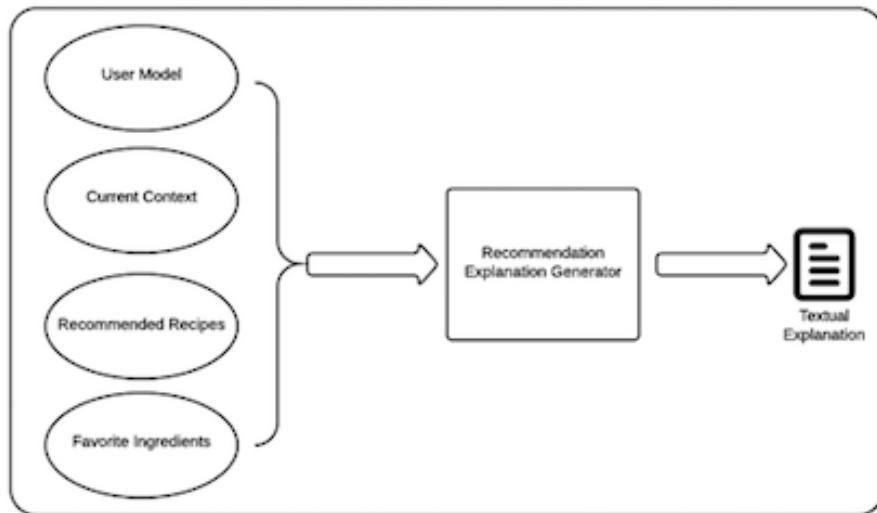 User Model
Current Context
Recommended Recipes
Favorite Ingredients
Recommendation
Explanation Generator
Textual
Explanation